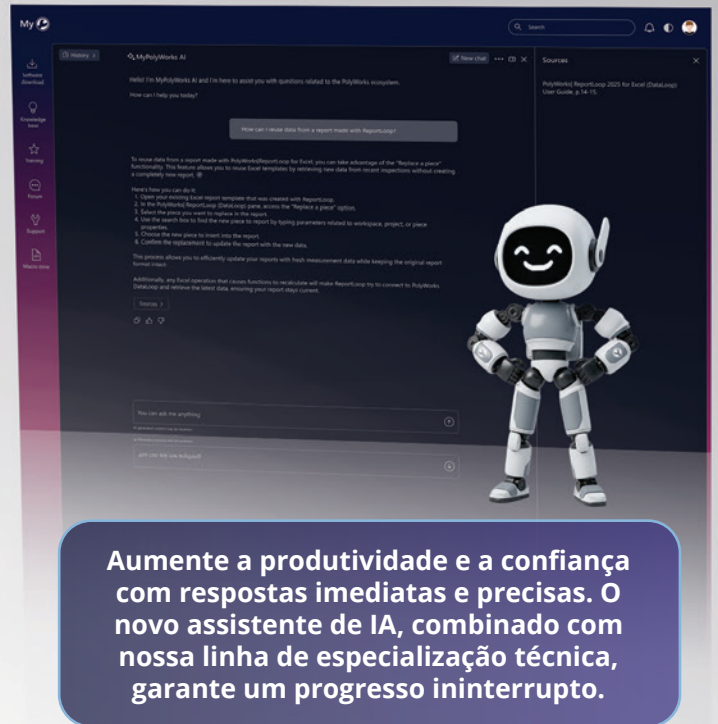 My
Search
Software
download
Knowledge
base
Training
Forum
Support
Macro zone
History >
MyPolyWorks AI
New chat
Sources
Hello! I'm MyPolyWorks AI and I'm here to assist you with questions related to the PolyWorks ecosystem.
How can I help you today?
PolyWorks|ReportLoop 2025 for Excel (DataLoop)
User Guide, p.14-15.
How can I reuse data from a report made with ReportLoop?
To reuse data from a report made with PolyWorks|ReportLoop for Excel, you can take advantage of the "Replace a piece"
functionality. This feature allows you to reuse Excel templates by retrieving new data from recent inspections without creating
a completely new report.
Here's how you can do it:
1. Open your existing Excel report template that was created with ReportLoop.
2. In the PolyWorks|ReportLoop (DataLoop) pane, access the "Replace a piece" option.
3. Select the piece you want to replace in the report.
4. Use the search box to find the new piece to report by typing parameters related to workspace, project, or piece
properties.
5. Choose the new piece to insert into the report.
6. Confirm the replacement to update the report with the new data.
This process allows you to efficiently update your reports with fresh measurement data while keeping the original report
format intact.
Additionally, any Excel operation that causes functions to recalculate will make ReportLoop try to connect to PolyWorks
DataLoop and retrieve the latest data, ensuring your report stays current.
Sources >
You can ask me anything
Aumente a produtividade e a confiança
com respostas imediatas e precisas. O
novo assistente de IA, combinado com
nossa linha de especialização técnica,
garante um progresso ininterrupto.